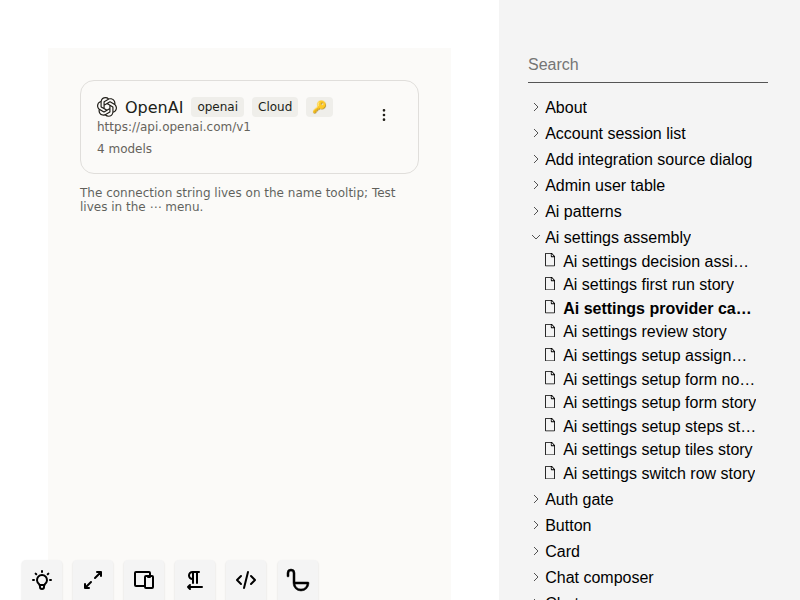 OpenAI openai Cloud
https://api.openai.com/v1
4 models
The connection string lives on the name tooltip; Test
lives in the ··· menu.
Search
About
Account session list
Add integration source dialog
Admin user table
Ai patterns
Ai settings assembly
Ai settings decision assi…
Ai settings first run story
Ai settings provider ca…
Ai settings review story
Ai settings setup assign…
Ai settings setup form no…
Ai settings setup form story
Ai settings setup steps st…
Ai settings setup tiles story
Ai settings switch row story
Auth gate
Button
Card
Chat composer